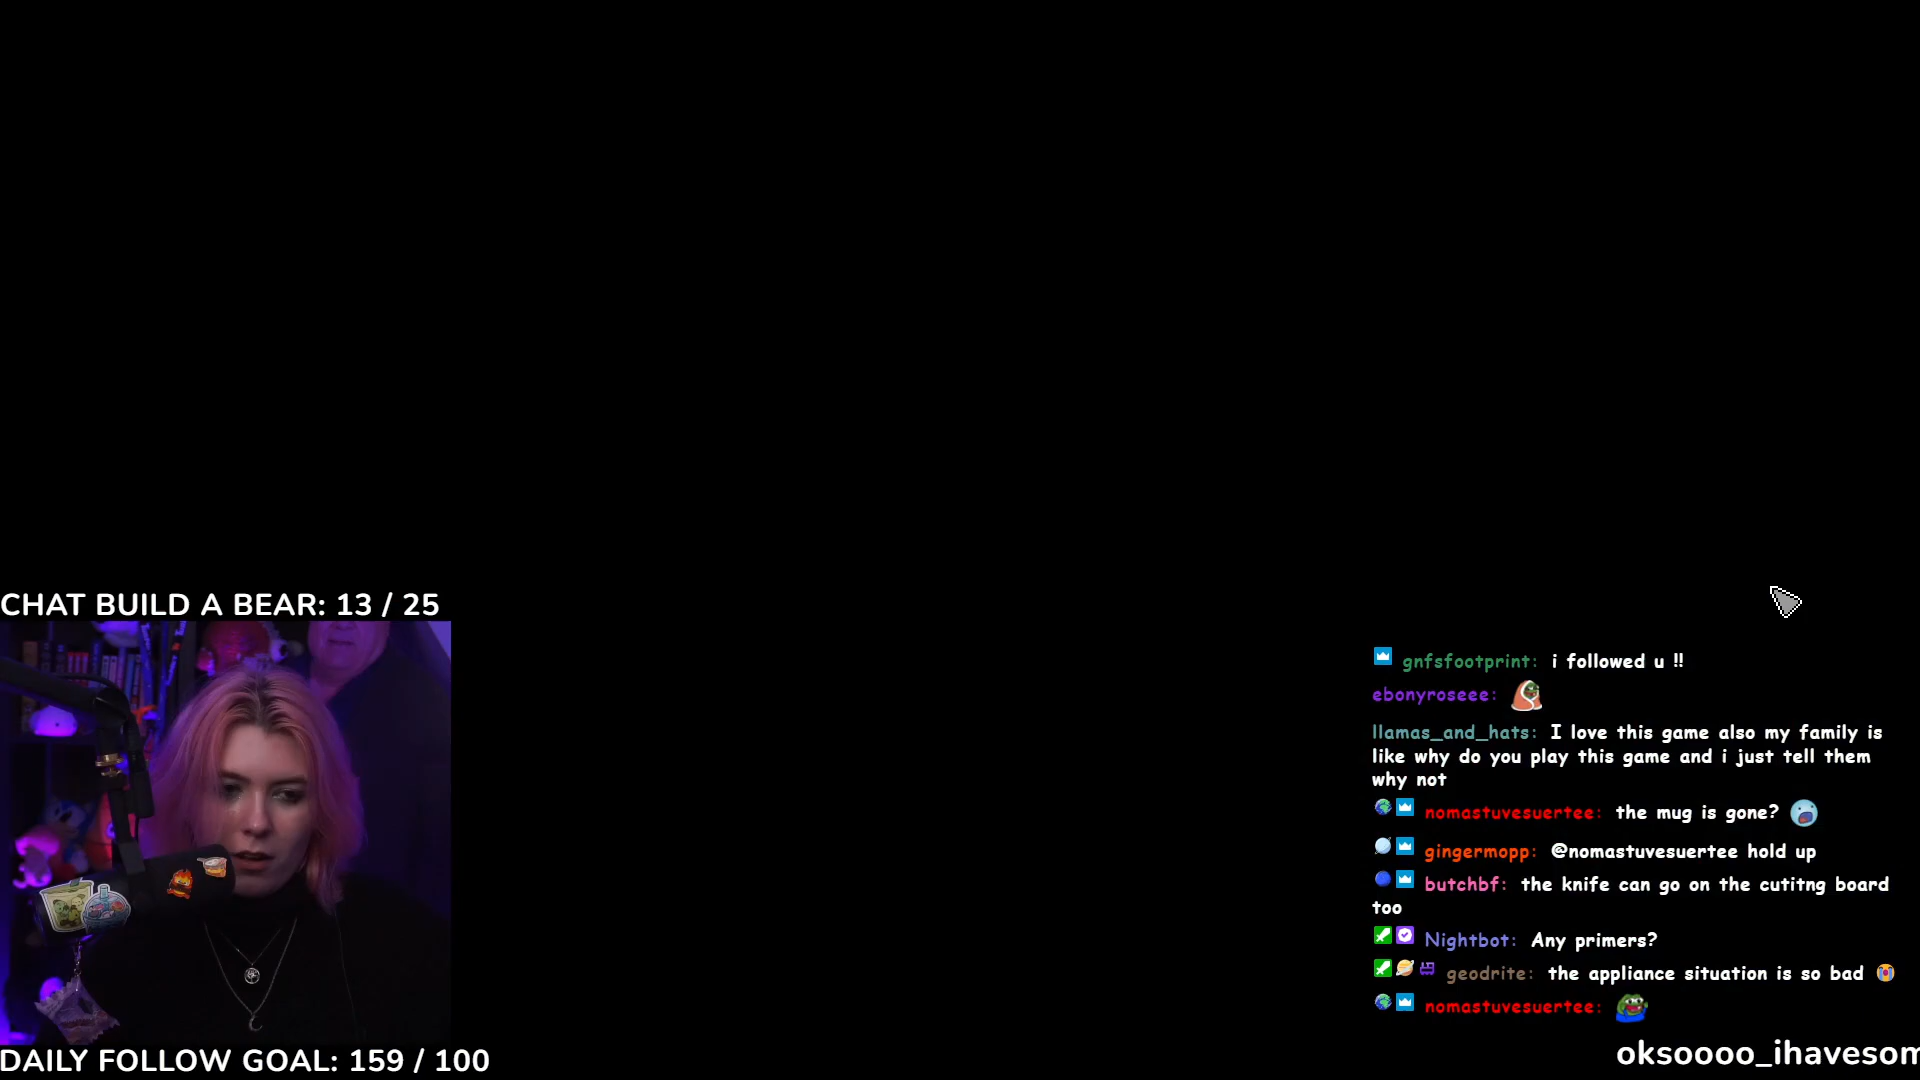 CHAT BUILD A BEAR: 13 / 25
gnfsfootprint: i followed u !!
ebonyroseee:
llamas_and_hats: I love this game also my family is
like why do you play this game and i just tell them
why not
nomastuvesuertee: the mug is gone?
gingermopp: @nomastuvesuertee hold up
butchbf: the knife can go on the cutitng board
too
Nightbot: Any primers?
geodrite: the appliance situation is so bad
nomastuvesuertee:
DAILY FOLLOW GOAL: 159 / 100
oksoooo_ihavesom